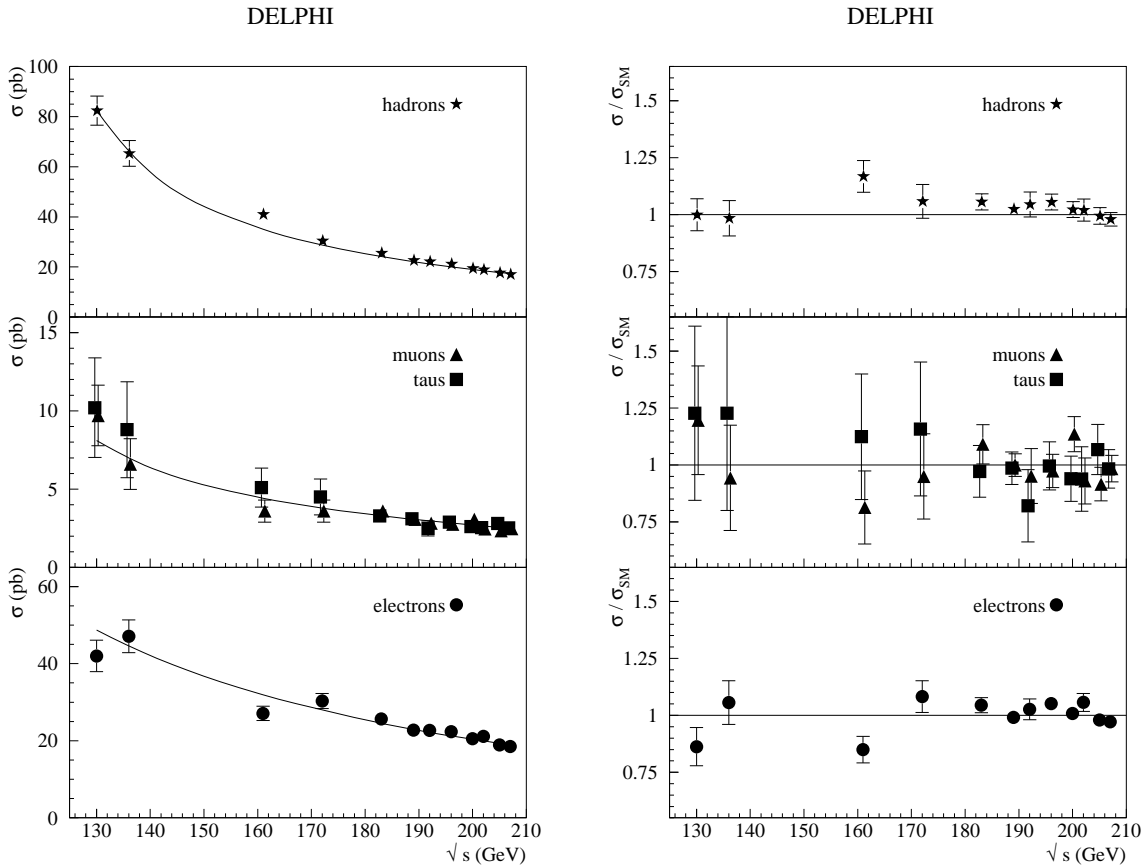 DELPHI
σ (pb)
100
80
60
40
20
0
hadrons
σ (pb)
15
10
5
0
muons
taus
σ (pb)
60
40
20
0
electrons
130 140 150 160 170 180 190 200 210
√ s (GeV)
DELPHI
σ / σSM
1.5
1.25
1
0.75
hadrons
σ / σSM
1.5
1.25
1
0.75
muons
taus
σ / σSM
1.5
1.25
1
0.75
electrons
130 140 150 160 170 180 190 200 210
√ s (GeV)